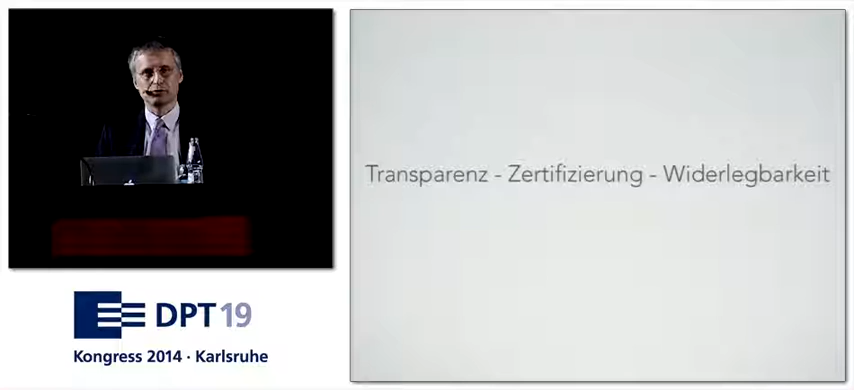 Transparenz - Zertifizierung - Widerlegbarkeit
DPT 19
Kongress 2014 · Karlsruhe